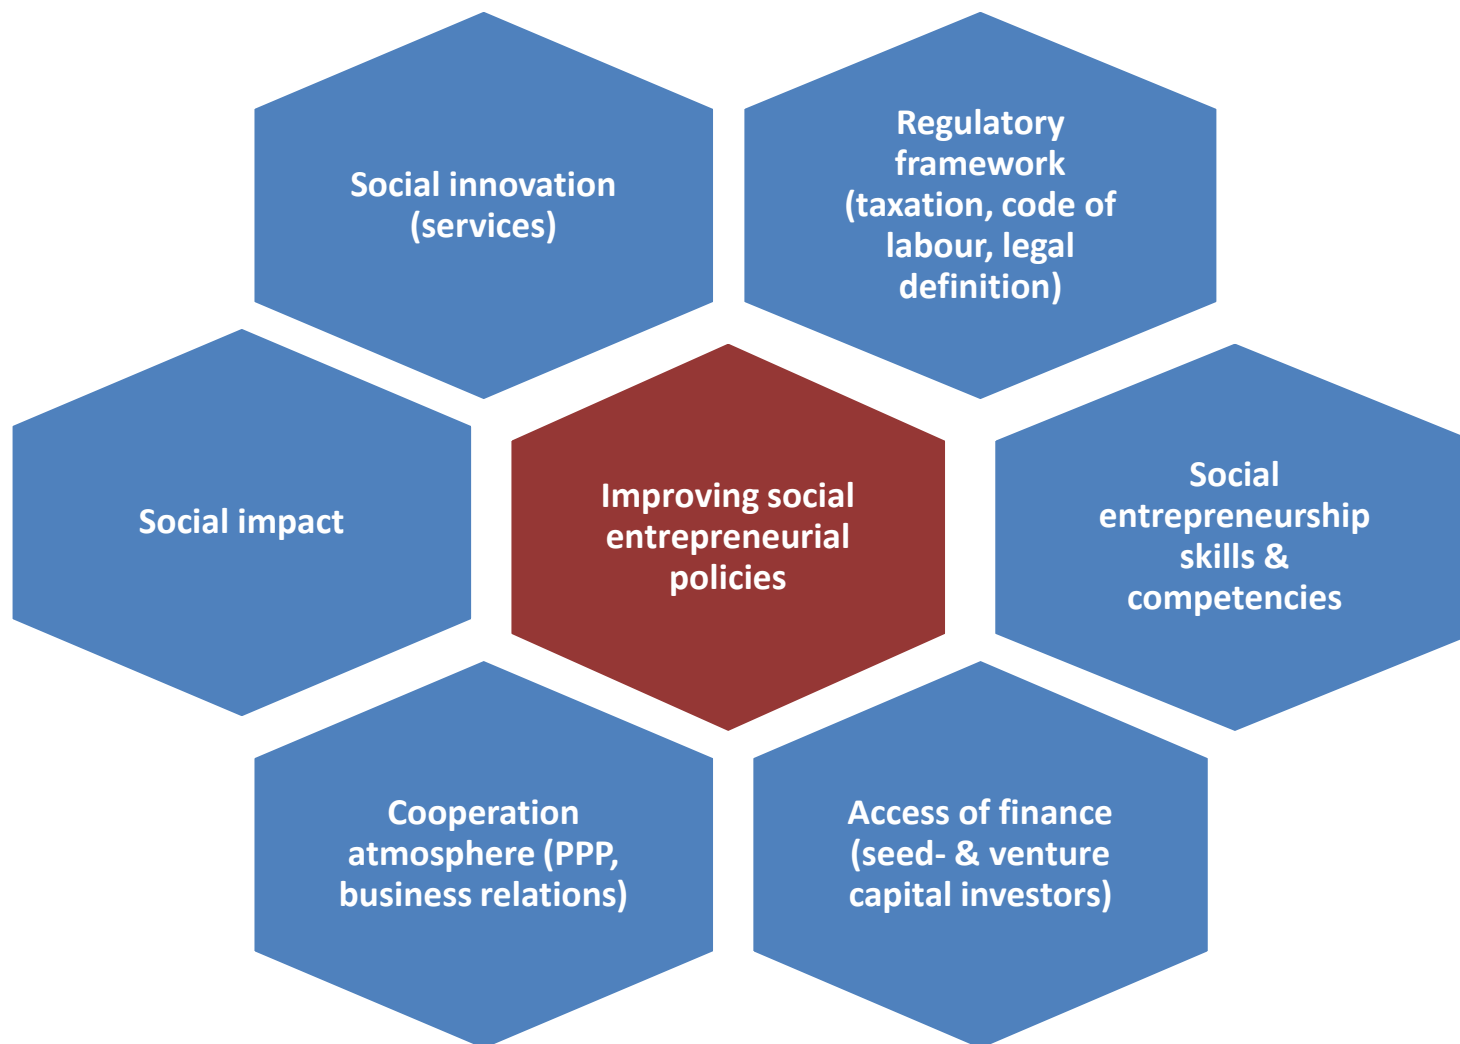 Social innovation
(services)
Regulatory
framework
(taxation, code of
labour, legal
definition)
Social impact
Improving social
entrepreneurial
policies
Social
entrepreneurship
skills &
competencies
Cooperation
atmosphere (PPP,
business relations)
Access of finance
(seed- & venture
capital investors)